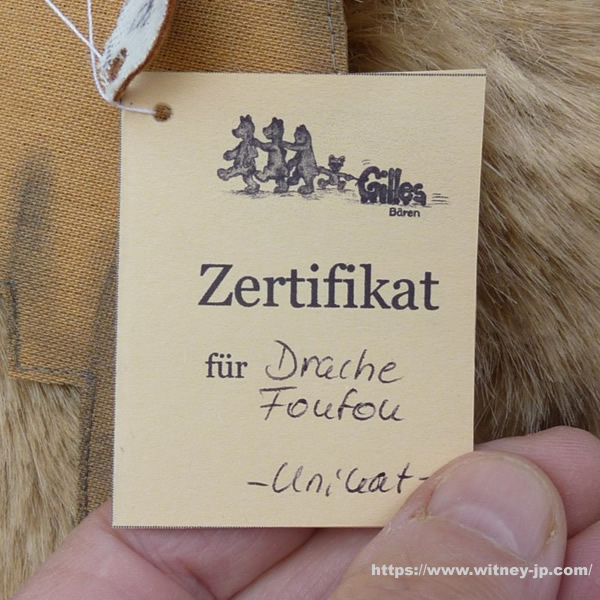 Gilles
Bären
Zertifikat
für Drache
Foufou
-Unikat-
https://www.witney-jp.com/